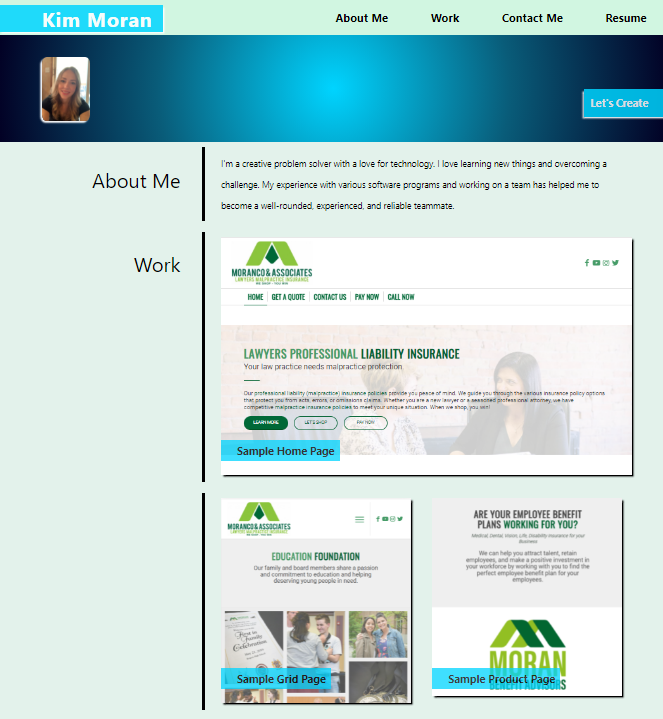 Kim Moran
About Me Work Contact Me Resume
Let's Create
About Me
I'm a creative problem solver with a love for technology. I love learning new things and overcoming a
challenge. My experience with various software programs and working on a team has helped me to
become a well-rounded, experienced, and reliable teammate.
Work
MORANCO & ASSOCIATES
LAWYERS MALPRACTICE INSURANCE
WE SHOP - YOU WIN
HOME GET A QUOTE CONTACT US PAY NOW CALL NOW
LAWYERS PROFESSIONAL LIABILITY INSURANCE
Your law practice needs malpractice protection
Our professional liability (malpractice) insurance policies provide you peace of mind. We guide you through the various insurance policy options
that protect you from acts, errors, or omissions claims. Whether you are a new lawyer or a seasoned professional attorney, we have
competitive malpractice insurance policies to meet your unique situation. When we shop, you win!
LEARN MORE LET'S SHOP PAY NOW
Sample Home Page
MORANCO & ASSOCIATES
LAWYERS MALPRACTICE INSURANCE
WE SHOP - YOU WIN
EDUCATION FOUNDATION
Our family and board members share a passion
and commitment to education and helping
deserving young people in need.
Celebration
Sample Grid Page
ARE YOUR EMPLOYEE BENEFIT
PLANS WORKING FOR YOU?
Medical, Dental, Vision, Life, Disability Insurance for your
Business
We can help you attract talent, retain
employees, and make a positive investment in
your workforce by working with you to find the
perfect employee benefit plan for your
employees.
MORAN
BENEFIT ADVISORS
Sample Product Page